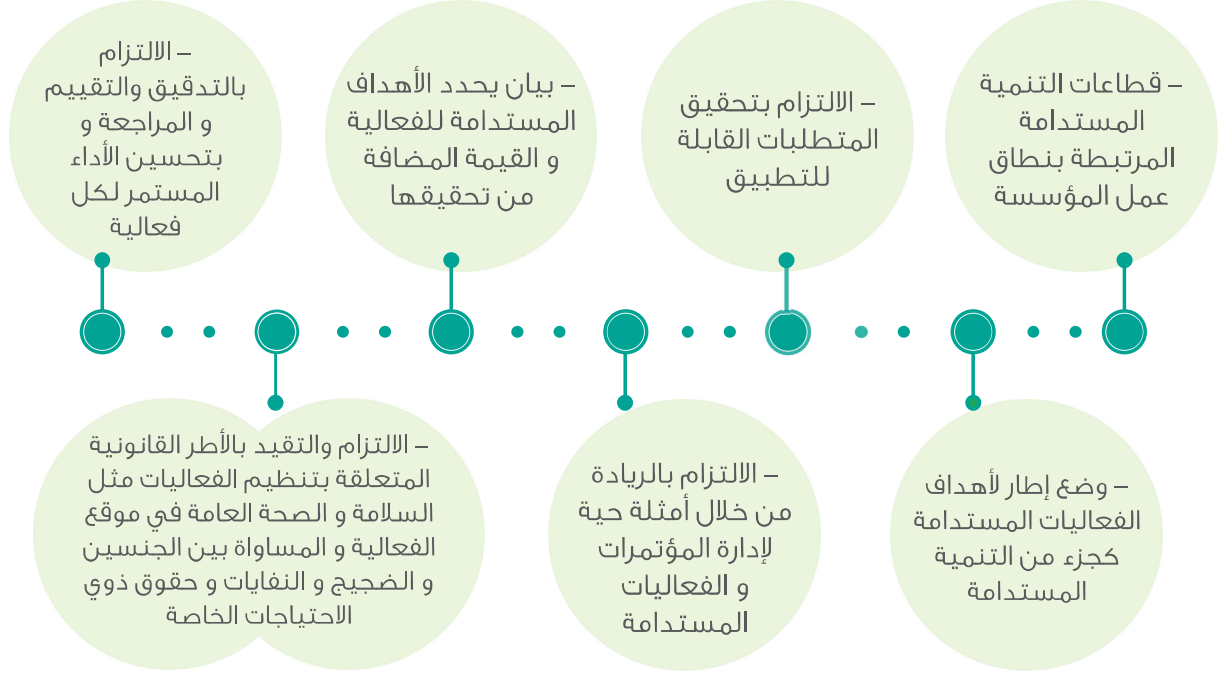 – قطاعات التنمية
المستدامة
المرتبطة بنطاق
عمل المؤسسة
– وضع إطار لأهداف
الفعاليات المستدامة
كجزء من التنمية
المستدامة
– الالتزام بتحقيق
المتطلبات القابلة
للتطبيق
– الالتزام بالريادة
من خلال أمثلة حية
لإدارة المؤتمرات
و الفعاليات
المستدامة
– بيان يحدد الأهداف
المستدامة للفعالية
و القيمة المضافة
من تحقيقها
– الالتزام والتقيد بالأطر القانونية
المتعلقة بتنظيم الفعاليات مثل
السلامة و الصحة العامة في موقع
الفعالية و المساواة بين الجنسين
و الضجيج و النفايات و حقوق ذوي
الاحتياجات الخاصة
– الالتزام
بالتدقيق والتقييم
و المراجعة و
بتحسين الأداء
المستمر لكل
فعالية